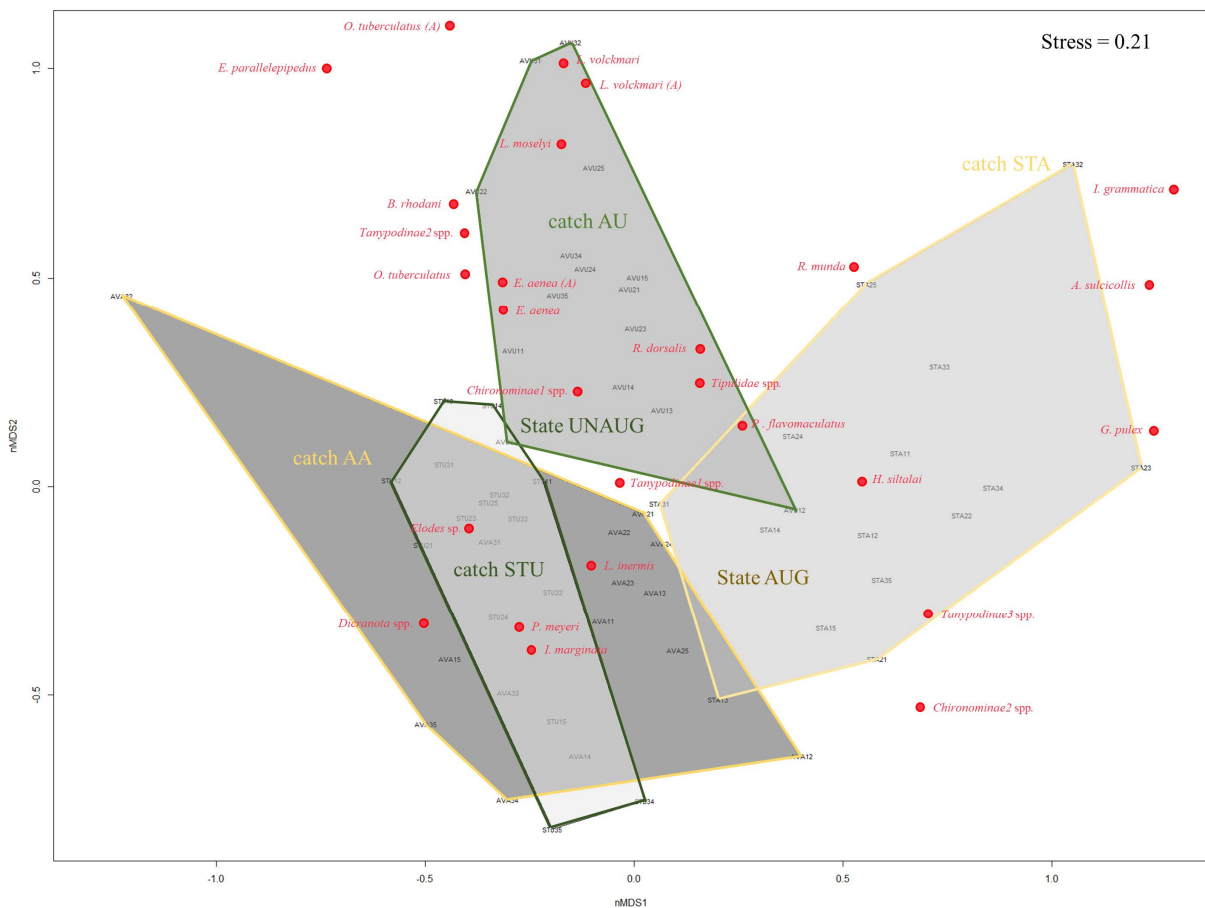 O. tuberculatus (A)
Stress = 0.21
AVU32
AVU31
L. volckmari
E. parallelepipedus
1.0
L. volckmari (A)
L. moselyi
AVU25
catch STA
STA32
I. grammatica
AVU22
B. rhodani
catch AU
Tanypodinae2 spp.
AVU34
AVU24
R. munda
O. tuberculatus
AVU15
E. aenea (A)
AVU21
STA25
A. sulcicollis
0.5
AVU35
AVA32
E. aenea
AVU23
R. dorsalis
AVU11
STA33
Chironominae1 spp.
AVU14
Tipulidae spp.
STU14
AVU13
State UNAUG
P. flavomaculatus
G. pulex
STA24
catch AA
STA11
STU31
STA23
nMDS2
0.0
STU12
STU11
Tanypodinae1 spp.
H. siltalai
STA34
STU32
STU25
STA31
AVU12
AVA21
STU23
STU33
STA22
Elodes sp.
AVA22
STA14
STA12
STU21
AVA31
AVA24
catch STU
L. inermis
State AUG
AVA23
STA35
STU22
AVA13
Dicranota spp.
STU24
P. meyeri
AVA11
STA15
Tanypodinae3 spp.
I. marginata
AVA25
AVA15
STA21
-0.5
AVA33
STA13
Chironominae2 spp.
AVA35
STU15
AVA14
AVA12
AVA34
STU34
STU35
-1.0
-0.5
0.0
0.5
1.0
nMDS1